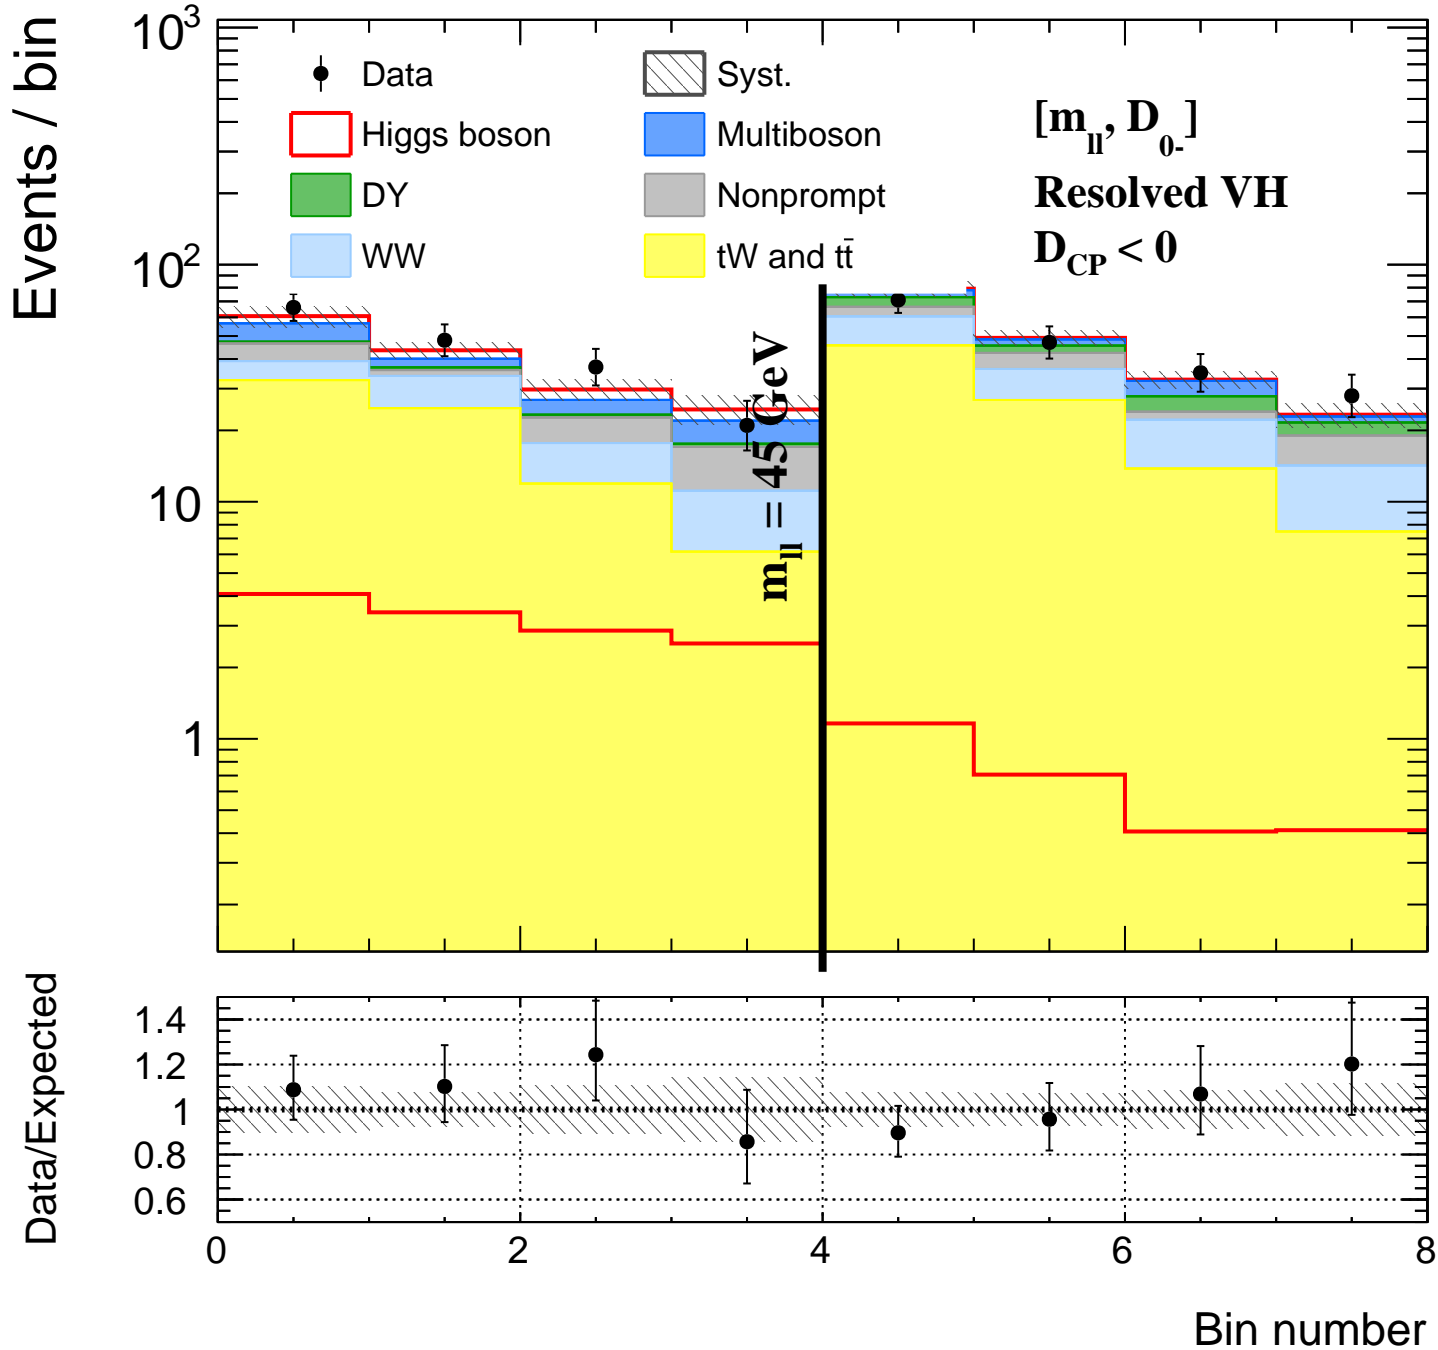 Events / bin
10³
10²
10
1
Data
Syst.
Higgs boson
Multiboson
DY
Nonprompt
WW
tW and tt̄
[m_ll, D_0-]
Resolved VH
D_CP < 0
m_ll = 45 GeV
Data/Expected
1.4
1.2
1
0.8
0.6
0 2 4 6 8
Bin number